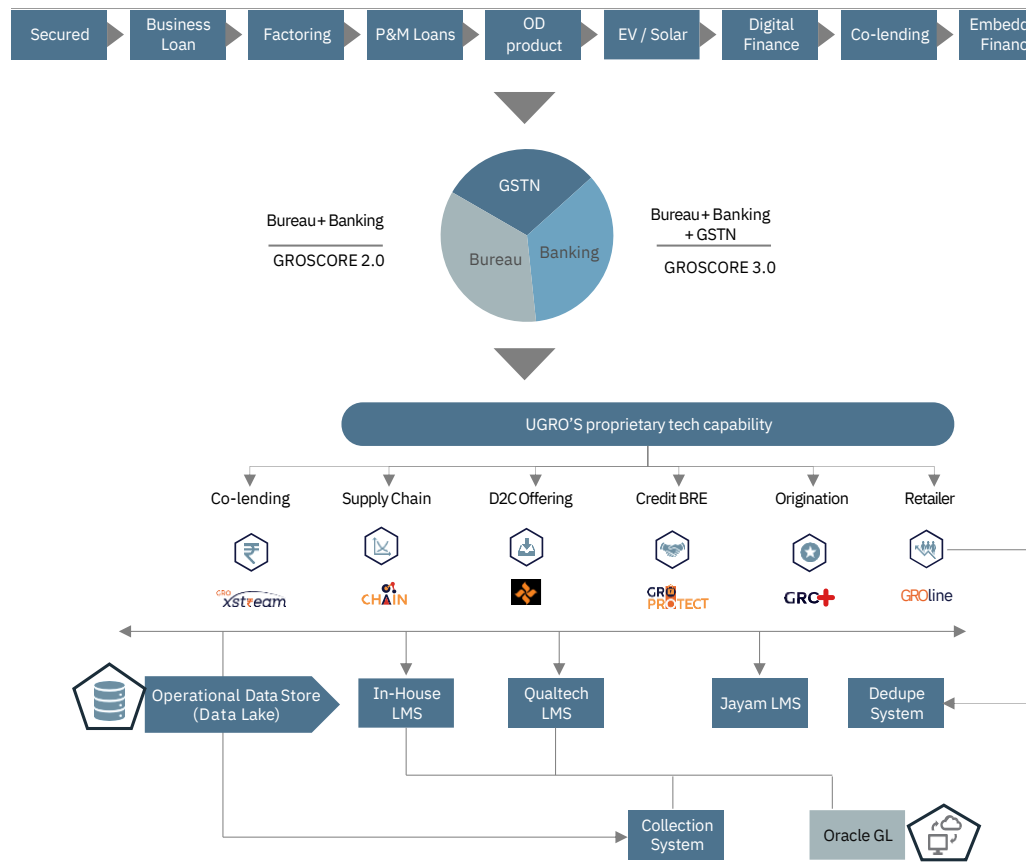 Secured
Business
Loan
Factoring
P&M Loans
OD
product
EV / Solar
Digital
Finance
Co-lending
Embedd
Financ
GSTN
Bureau
Banking
Bureau + Banking
GROSCORE 2.0
Bureau + Banking
+ GSTN
GROSCORE 3.0
UGRO’S proprietary tech capability
Co-lending
Supply Chain
D2C Offering
Credit BRE
Origination
Retailer
GRO
xstream
CHAIN
GRO
PROTECT
GRO+
GROline
Operational Data Store
(Data Lake)
In-House
LMS
Qualtech
LMS
Jayam LMS
Dedupe
System
Collection
System
Oracle GL